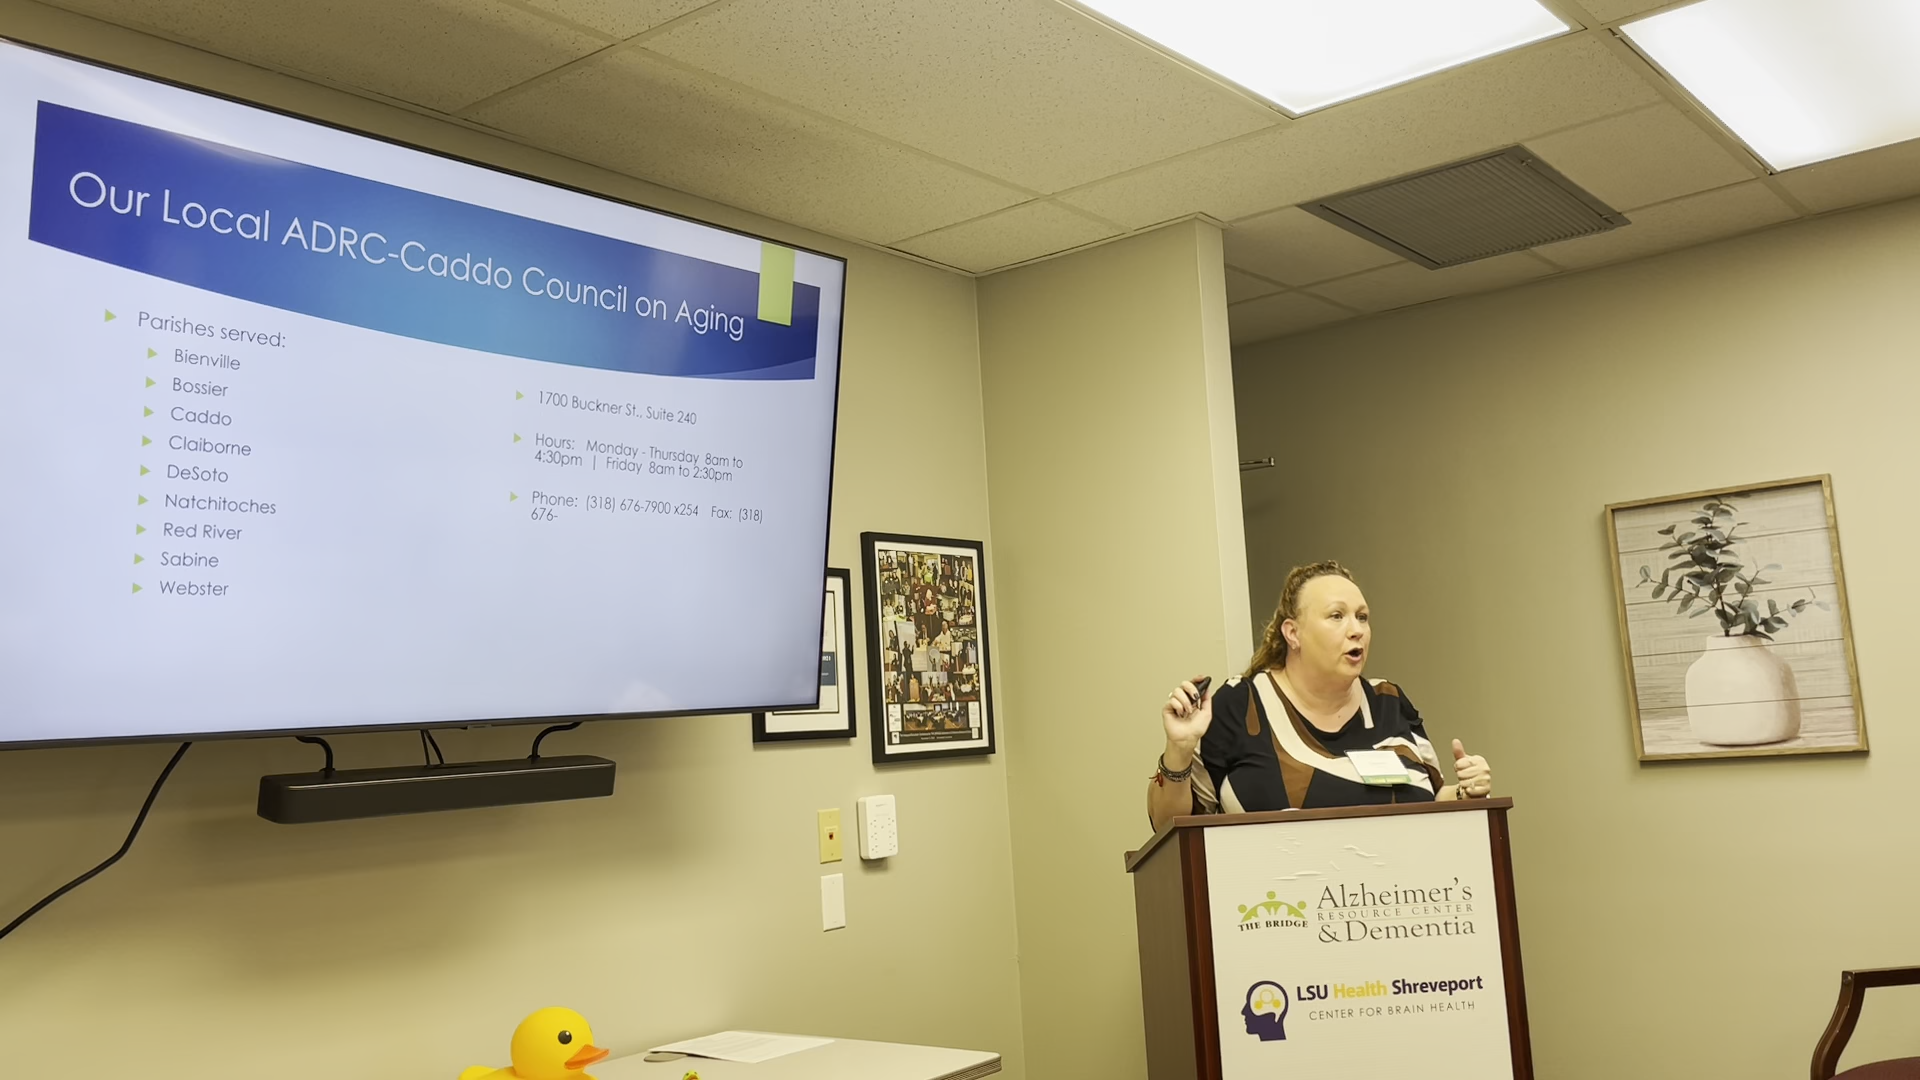 Our Local ADRC-Caddo Council on Aging
Parishes served:
Bienville
Bossier
Caddo
Claiborne
DeSoto
Natchitoches
Red River
Sabine
Webster
1700 Buckner St., Suite 240
Hours: Monday - Thursday 8am to
4:30pm | Friday 8am to 2:30pm
Phone: (318) 676-7900 x254 Fax: (318)
676-
THE BRIDGE
Alzheimer's
RESOURCE CENTER
&Dementia
LSU Health Shreveport
CENTER FOR BRAIN HEALTH